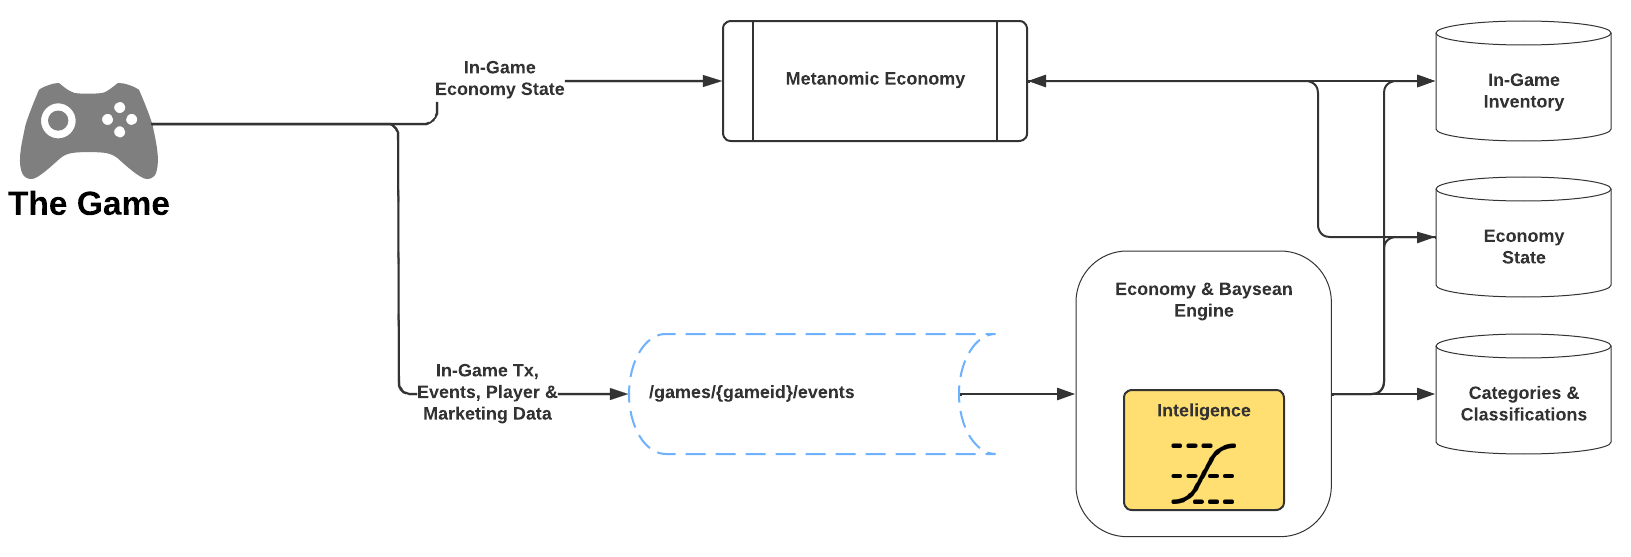 In-Game
Economy State
Metanomic Economy
In-Game
Inventory
The Game
Economy
State
Economy & Baysean
Engine
In-Game Tx,
Events, Player &
Marketing Data
/games/{gameid}/events
Inteligence
Categories &
Classifications